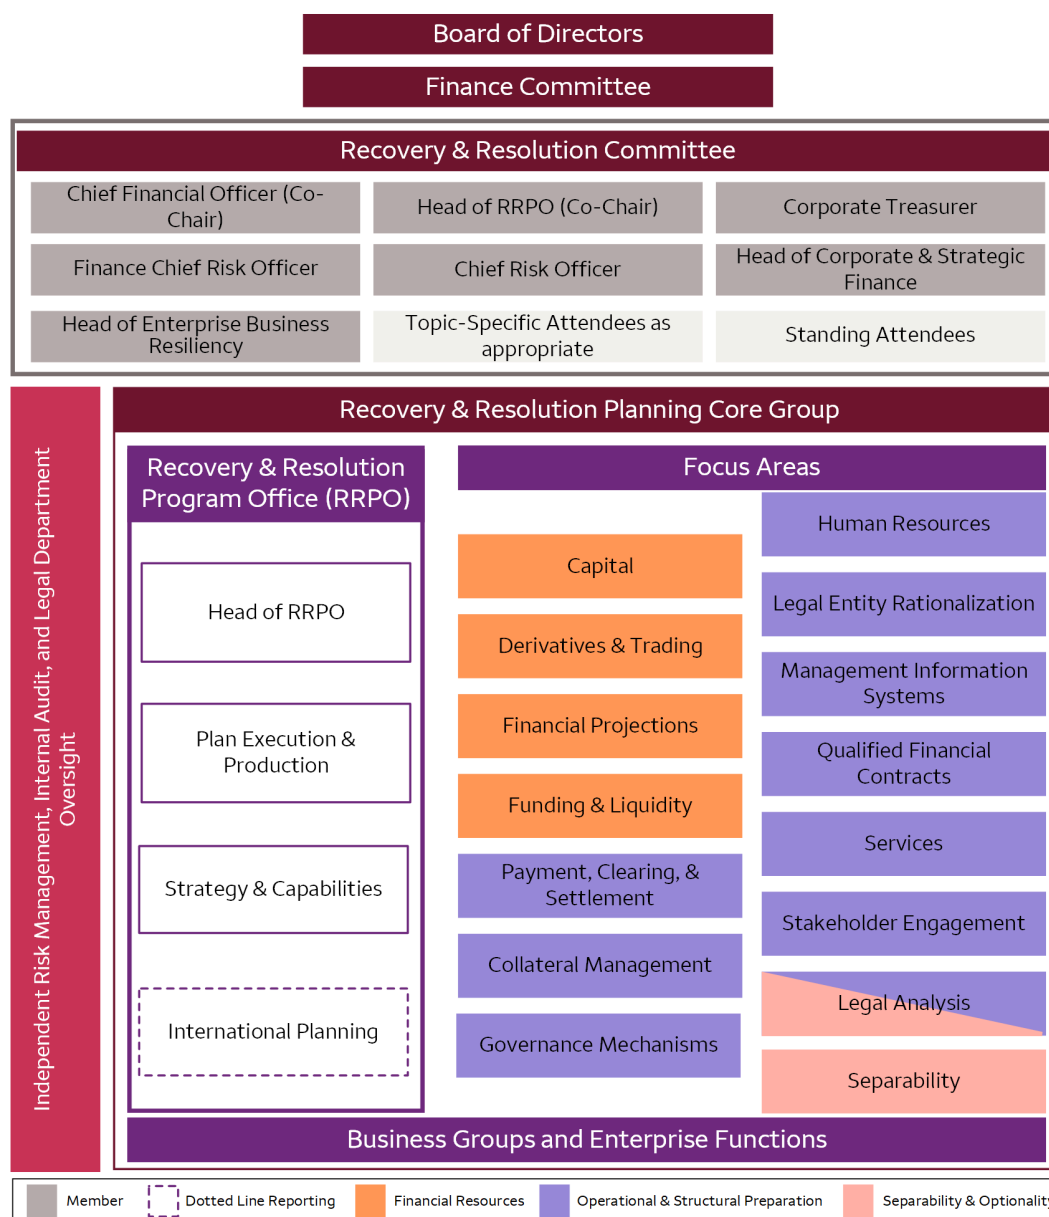 Board of Directors
Finance Committee
Recovery & Resolution Committee
Chief Financial Officer (Co-
Chair)
Head of RRPO (Co-Chair)
Corporate Treasurer
Finance Chief Risk Officer
Chief Risk Officer
Head of Corporate & Strategic
Finance
Head of Enterprise Business
Resiliency
Topic-Specific Attendees as
appropriate
Standing Attendees
Independent Risk Management, Internal Audit, and Legal Department
Oversight
Recovery & Resolution Planning Core Group
Recovery & Resolution
Program Office (RRPO)
Head of RRPO
Plan Execution &
Production
Strategy & Capabilities
International Planning
Focus Areas
Capital
Derivatives & Trading
Financial Projections
Funding & Liquidity
Payment, Clearing, &
Settlement
Collateral Management
Governance Mechanisms
Human Resources
Legal Entity Rationalization
Management Information
Systems
Qualified Financial
Contracts
Services
Stakeholder Engagement
Legal Analysis
Separability
Business Groups and Enterprise Functions
Member
Dotted Line Reporting
Financial Resources
Operational & Structural Preparation
Separability & Optionality